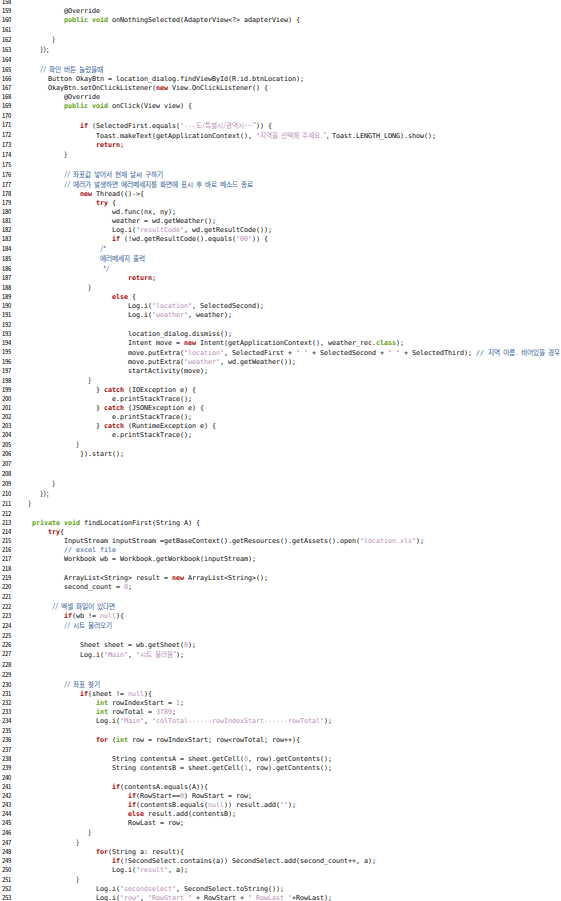 158
159 @Override
160 public void onNothingSelected(AdapterView<?> adapterView) {
161
162 }
163 });
164
165 // 확인 버튼 눌렀을때
166 Button OkayBtn = location_dialog.findViewById(R.id.btnLocation);
167 OkayBtn.setOnClickListener(new View.OnClickListener() {
168 @Override
169 public void onClick(View view) {
170
171 if (SelectedFirst.equals("---도/특별시/광역시---")) {
172 Toast.makeText(getApplicationContext(), "지역을 선택해 주세요.", Toast.LENGTH_LONG).show();
173 return;
174 }
175
176 // 좌표값 넣어서 현재 날씨 구하기
177 // 에러가 발생하면 에러메세지를 화면에 표시 후 바로 메소드 종료
178 new Thread(()->{
179 try {
180 wd.func(nx, ny);
181 weather = wd.getWeather();
182 Log.i("resultCode", wd.getResultCode());
183 if (!wd.getResultCode().equals("00")) {
184 /*
185 에러메세지 출력
186 */
187 return;
188 }
189 else {
190 Log.i("location", SelectedSecond);
191 Log.i("weather", weather);
192
193 location_dialog.dismiss();
194 Intent move = new Intent(getApplicationContext(), weather_rec.class);
195 move.putExtra("location", SelectedFirst + " " + SelectedSecond + " " + SelectedThird); // 지역 이름. 비어있을 경우
196 move.putExtra("weather", wd.getWeather());
197 startActivity(move);
198 }
199 } catch (IOException e) {
200 e.printStackTrace();
201 } catch (JSONException e) {
202 e.printStackTrace();
203 } catch (RuntimeException e) {
204 e.printStackTrace();
205 }
206 }).start();
207
208
209 }
210 });
211 }
212
213 private void findLocationFirst(String A) {
214 try{
215 InputStream inputStream =getBaseContext().getResources().getAssets().open("location.xls");
216 // excel file
217 Workbook wb = Workbook.getWorkbook(inputStream);
218
219 ArrayList<String> result = new ArrayList<String>();
220 second_count = 0;
221
222 // 엑셀 파일이 있다면
223 if(wb != null){
224 // 시트 불러오기
225
226 Sheet sheet = wb.getSheet(0);
227 Log.i("Main", "시트 불러옴");
228
229
230 // 좌표 찾기
231 if(sheet != null){
232 int rowIndexStart = 1;
233 int rowTotal = 3789;
234 Log.i("Main", "colTotal------rowIndexStart------rowTotal");
235
236 for (int row = rowIndexStart; row<rowTotal; row++){
237
238 String contentsA = sheet.getCell(0, row).getContents();
239 String contentsB = sheet.getCell(1, row).getContents();
240
241 if(contentsA.equals(A)){
242 if(RowStart==0) RowStart = row;
243 if(contentsB.equals(null)) result.add("");
244 else result.add(contentsB);
245 RowLast = row;
246 }
247 }
248 for(String a: result){
249 if(!SecondSelect.contains(a)) SecondSelect.add(second_count++, a);
250 Log.i("result", a);
251 }
252 Log.i("secondselect", SecondSelect.toString());
253 Log.i("row", "RowStart " + RowStart + " RowLast "+RowLast);